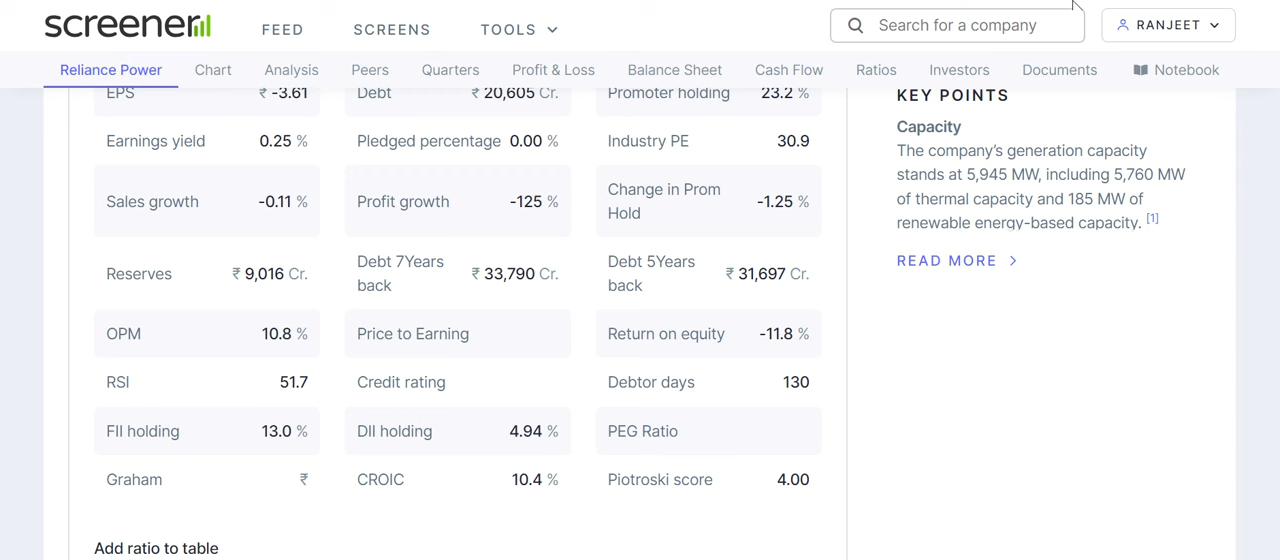 screener
FEED SCREENS TOOLS
Search for a company
RANJEET
Reliance Power Chart Analysis Peers Quarters Profit & Loss Balance Sheet Cash Flow Ratios Investors Documents Notebook
EPS ₹ -3.61 Debt ₹ 20,605 Cr. Promoter holding 23.2 %
Earnings yield 0.25 % Pledged percentage 0.00 % Industry PE 30.9
Sales growth -0.11 % Profit growth -125 % Change in Prom Hold -1.25 %
Reserves ₹ 9,016 Cr. Debt 7Years back ₹ 33,790 Cr. Debt 5Years back ₹ 31,697 Cr.
OPM 10.8 % Price to Earning Return on equity -11.8 %
RSI 51.7 Credit rating Debtor days 130
FII holding 13.0 % DII holding 4.94 % PEG Ratio
Graham ₹ CROIC 10.4 % Piotroski score 4.00
Add ratio to table
KEY POINTS
Capacity
The company's generation capacity
stands at 5,945 MW, including 5,760 MW
of thermal capacity and 185 MW of
renewable energy-based capacity. [1]
READ MORE